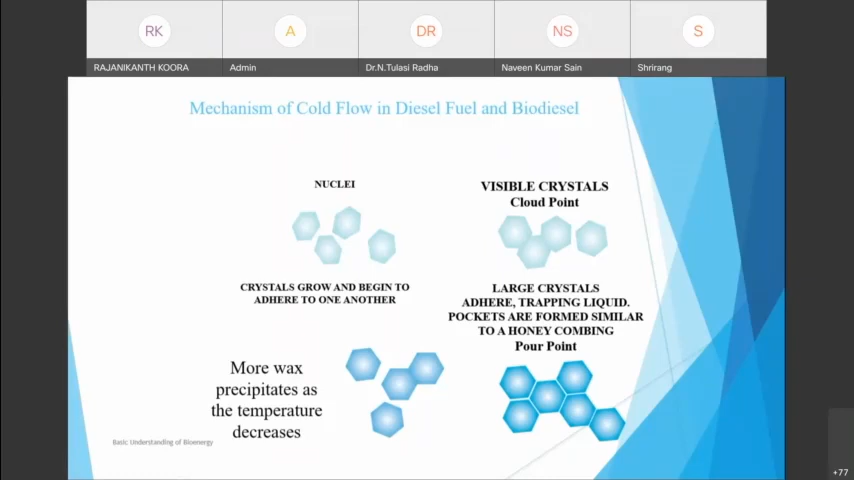 RK
A
DR
NS
S
RAJANIKANTH KOORA
Admin
Dr.N.Tulasi Radha
Naveen Kumar Sain
Shrirang
Mechanism of Cold Flow in Diesel Fuel and Biodiesel
NUCLEI
VISIBLE CRYSTALS
Cloud Point
CRYSTALS GROW AND BEGIN TO
ADHERE TO ONE ANOTHER
LARGE CRYSTALS
ADHERE, TRAPPING LIQUID.
POCKETS ARE FORMED SIMILAR
TO A HONEY COMBING
Pour Point
More wax
precipitates as
the temperature
decreases
Basic Understanding of Bioenergy
+77